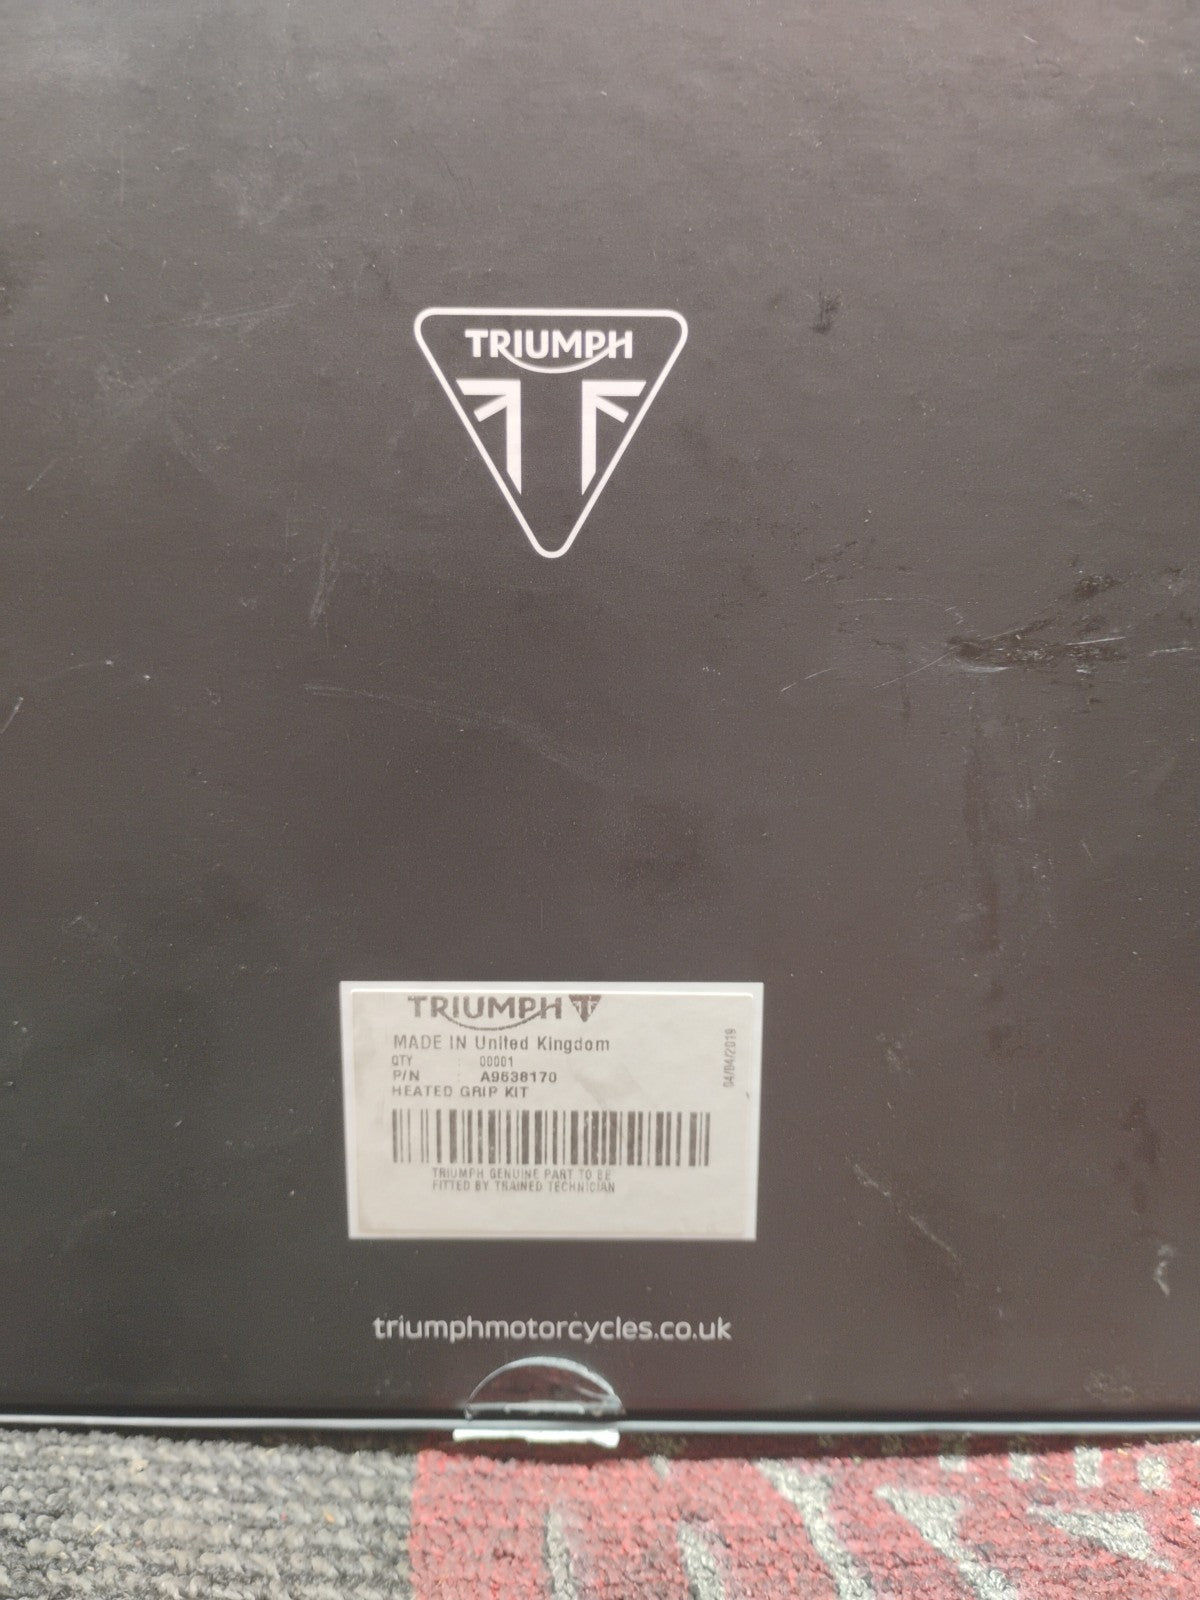 TRIUMPH
TRIUMPH
MADE IN United Kingdom
QTY : 00001
P/N : A9638170
HEATED GRIP KIT
04/04/2019
TRIUMPH GENUINE PART TO BE
FITTED BY TRAINED TECHNICIAN
triumphmotorcycles.co.uk